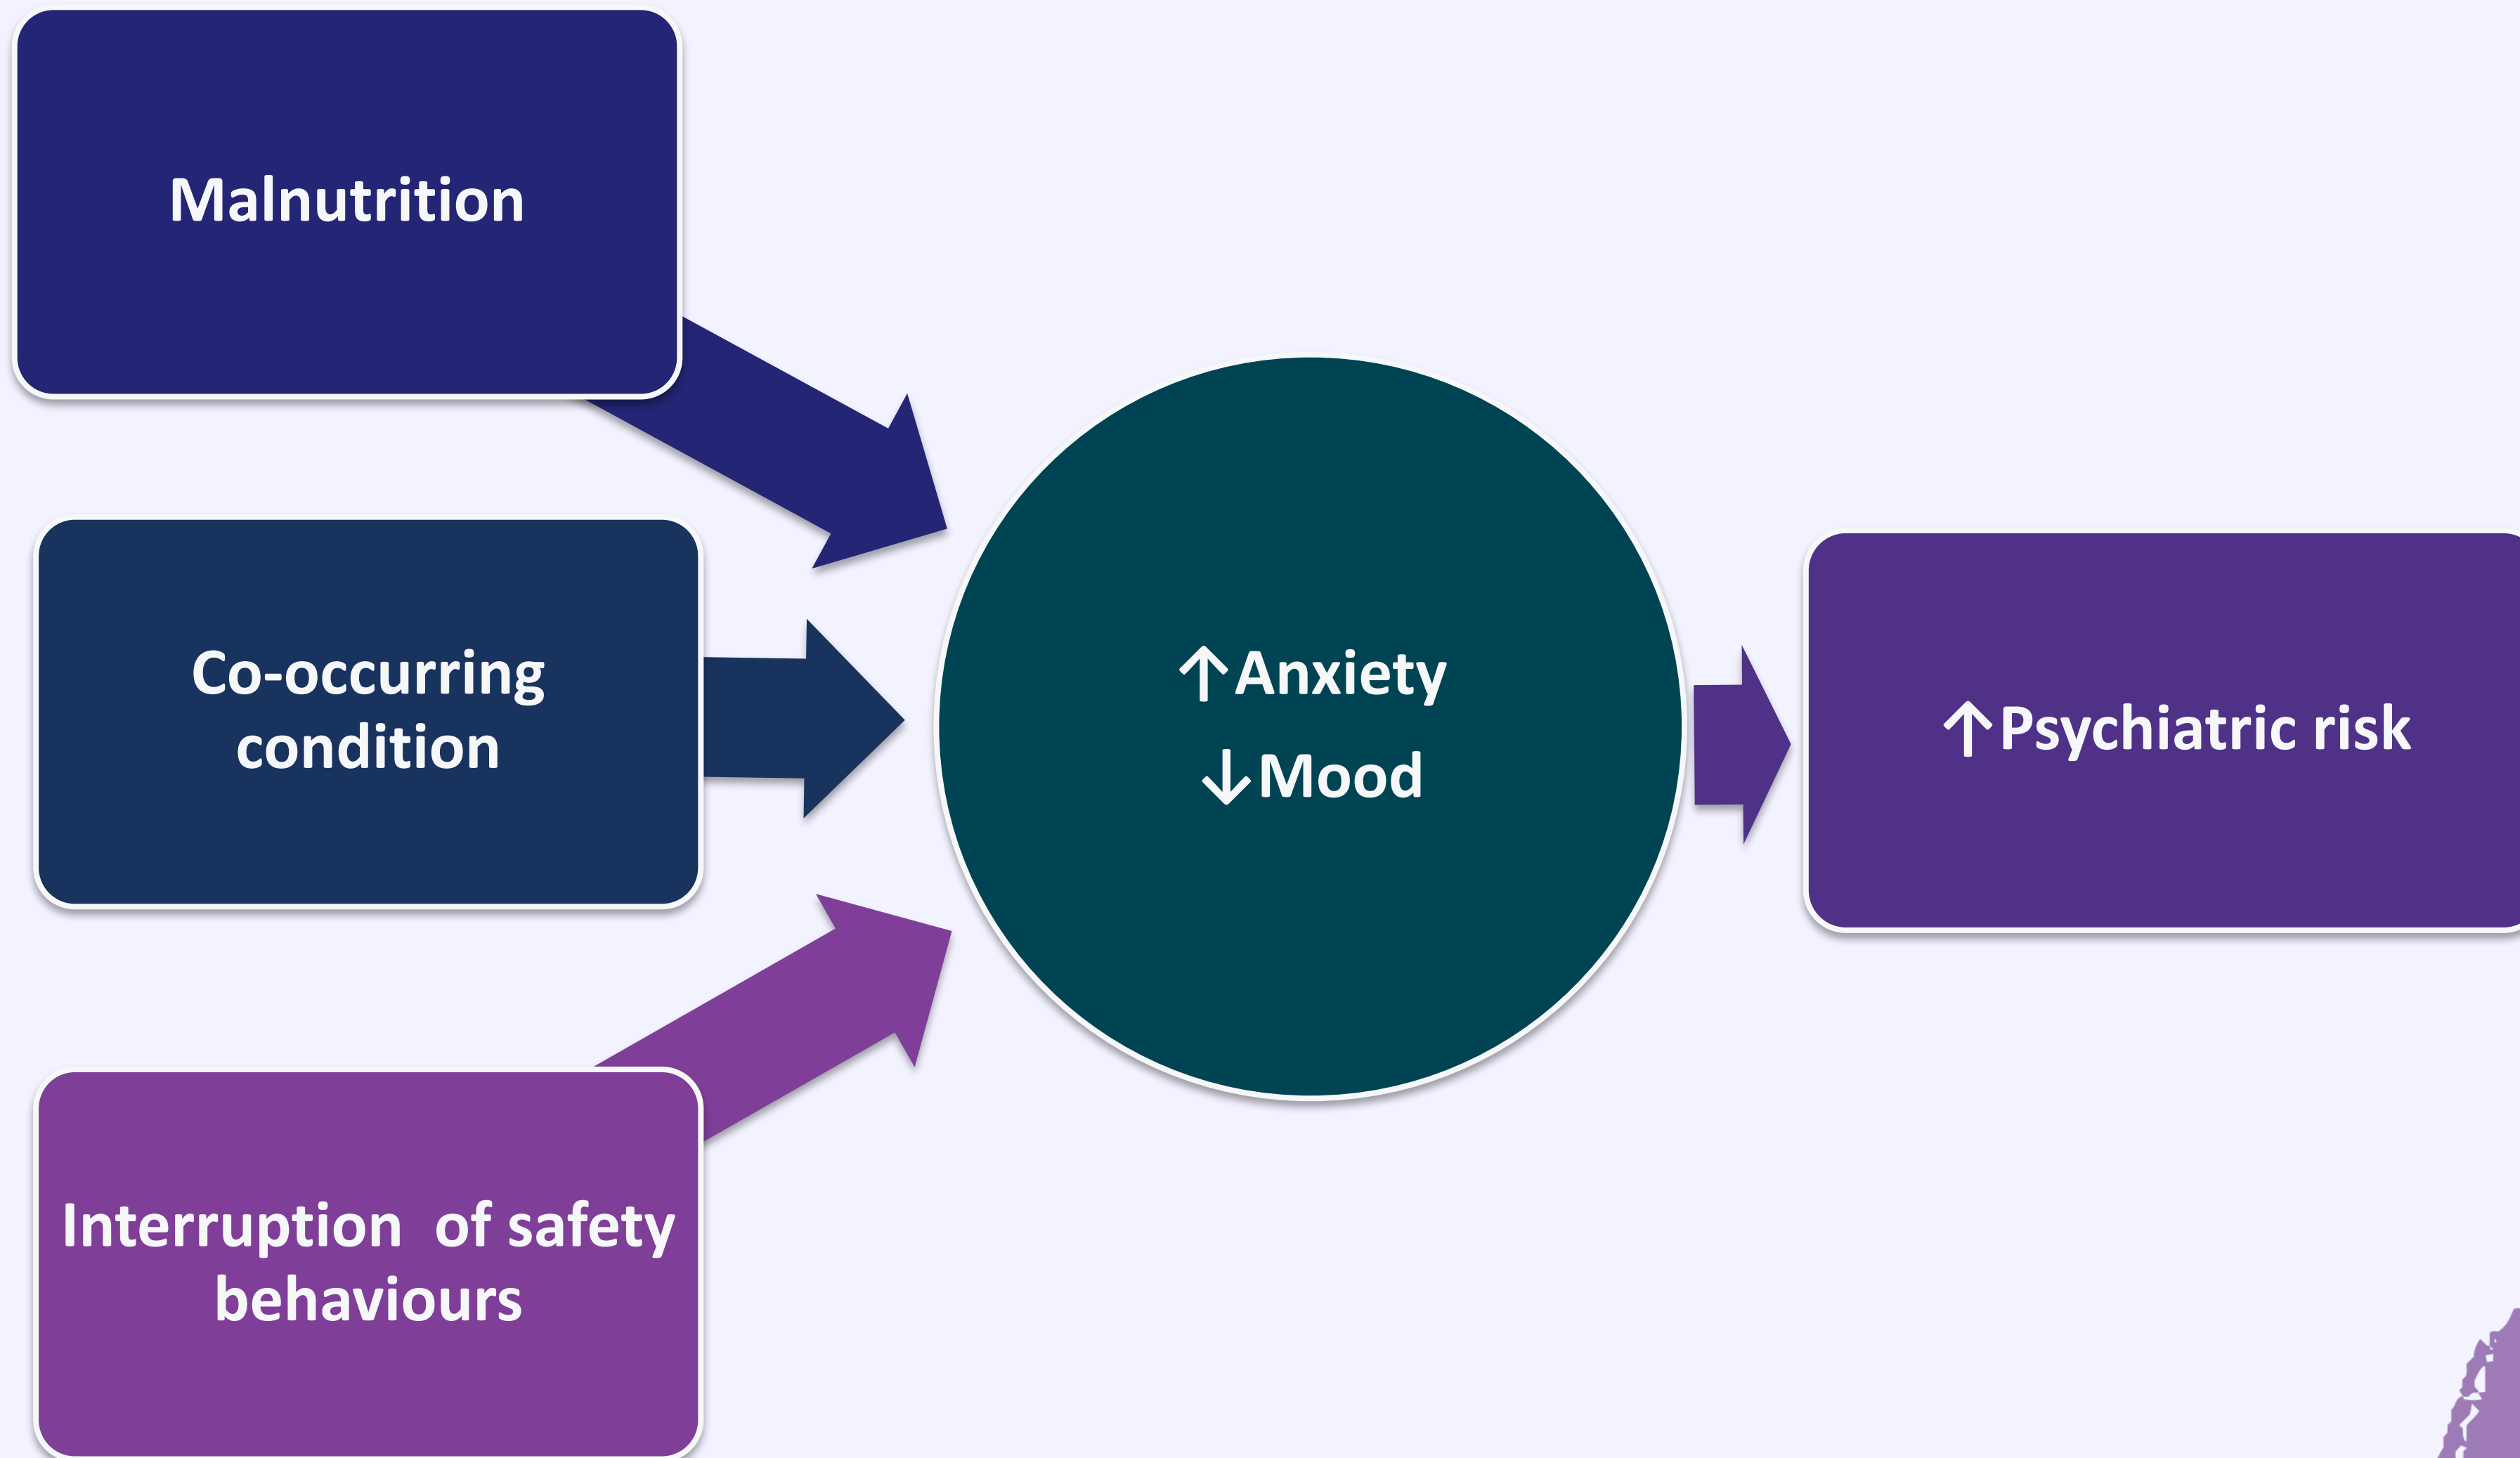 Malnutrition
Co-occurring
condition
Interruption  of safety
behaviours
↑Anxiety
↓Mood
↑Psychiatric risk